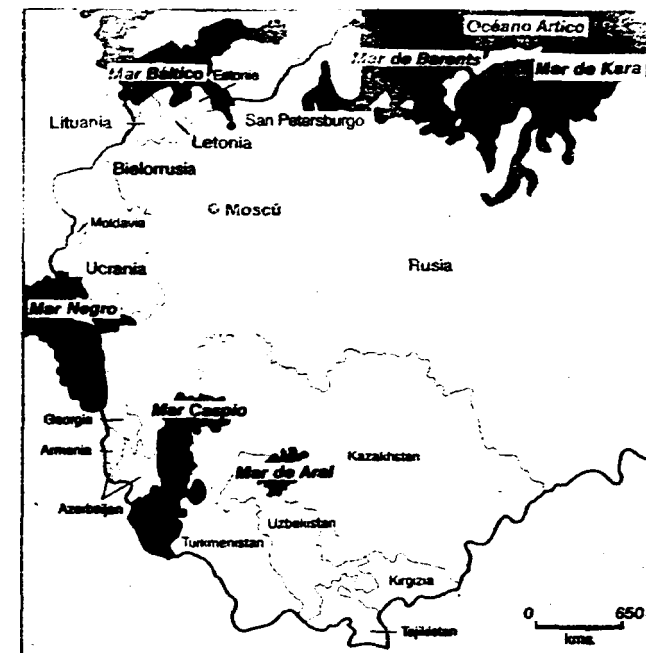 Océano Artico
Mar Báltico
Estonia
Mar de Barents
Mar de Kara
Lituania
Letonia
San Petersburgo
Bielorrusia
Moscú
Moldavia
Ucrania
Rusia
Mar Negro
Georgia
Mar Caspio
Armenia
Mar de Aral
Kazakhstan
Azerbaijan
Uzbekistan
Turkmenistan
Kirgizia
Tajikistan
0 650
kms.